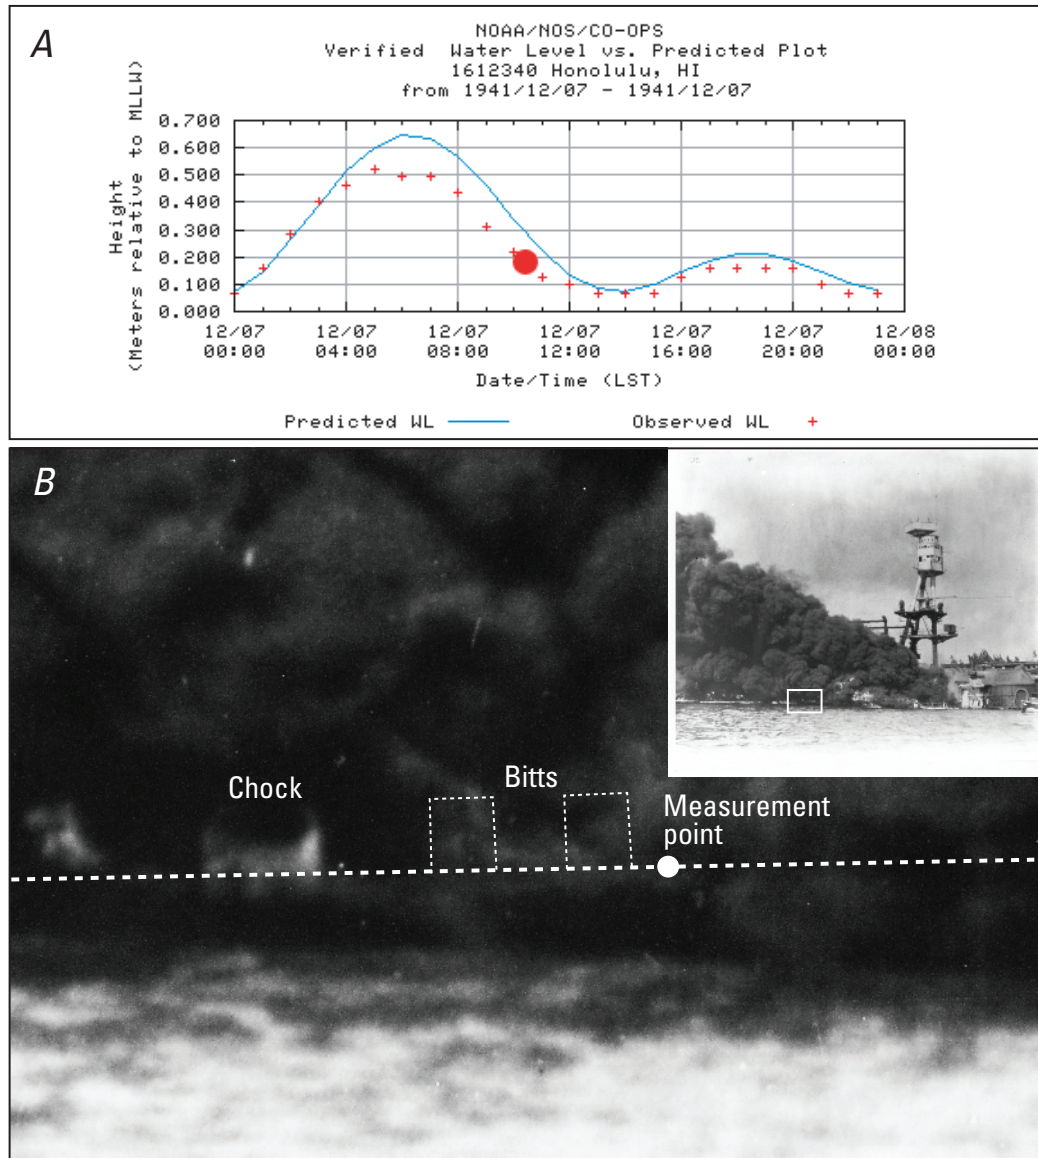 A
NOAA/NOS/CO-OPS
Verified Water Level vs. Predicted Plot
1612340 Honolulu, HI
from 1941/12/07 - 1941/12/07
Height
(Meters relative to MLLW)
0.700
0.600
0.500
0.400
0.300
0.200
0.100
0.000
12/07 12/07 12/07 12/07 12/07 12/07 12/08
00:00 04:00 08:00 12:00 16:00 20:00 00:00
Date/Time (LST)
Predicted WL Observed WL
B
Chock
Bitts
Measurement
point